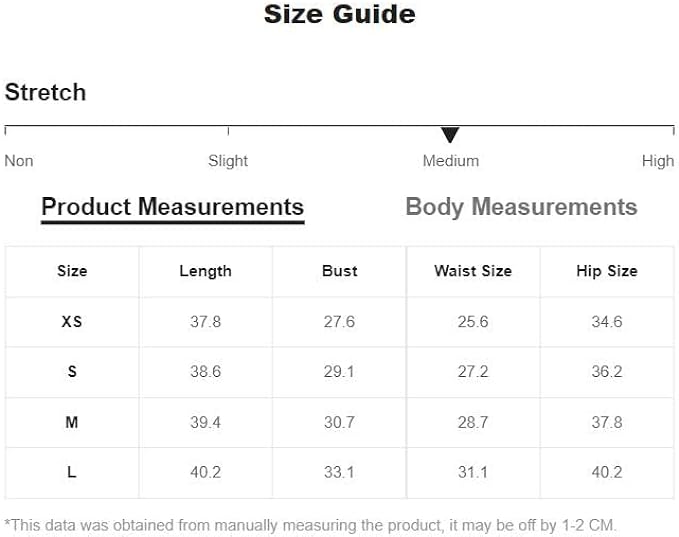 Size Guide
Stretch
Non Slight Medium High
Product Measurements Body Measurements
Size Length Bust Waist Size Hip Size
XS 37.8 27.6 25.6 34.6
S 38.6 29.1 27.2 36.2
M 39.4 30.7 28.7 37.8
L 40.2 33.1 31.1 40.2
*This data was obtained from manually measuring the product, it may be off by 1-2 CM.